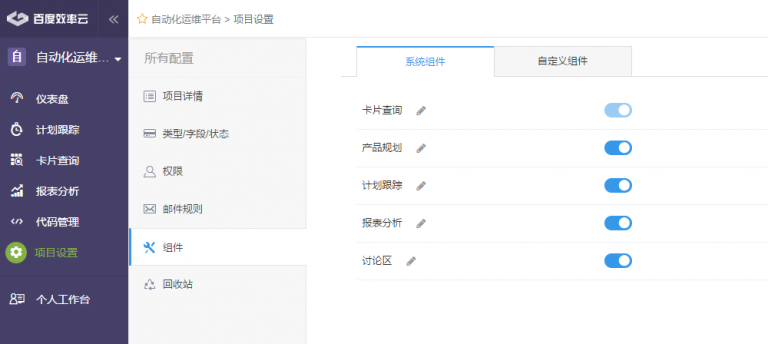 百度效率云
自动化运维平台 > 项目设置
自 自动化运维...
仪表盘
计划跟踪
卡片查询
报表分析
代码管理
项目设置
个人工作台
所有配置
项目详情
类型/字段/状态
权限
邮件规则
组件
回收站
系统组件 自定义组件
卡片查询
产品规划
计划跟踪
报表分析
讨论区